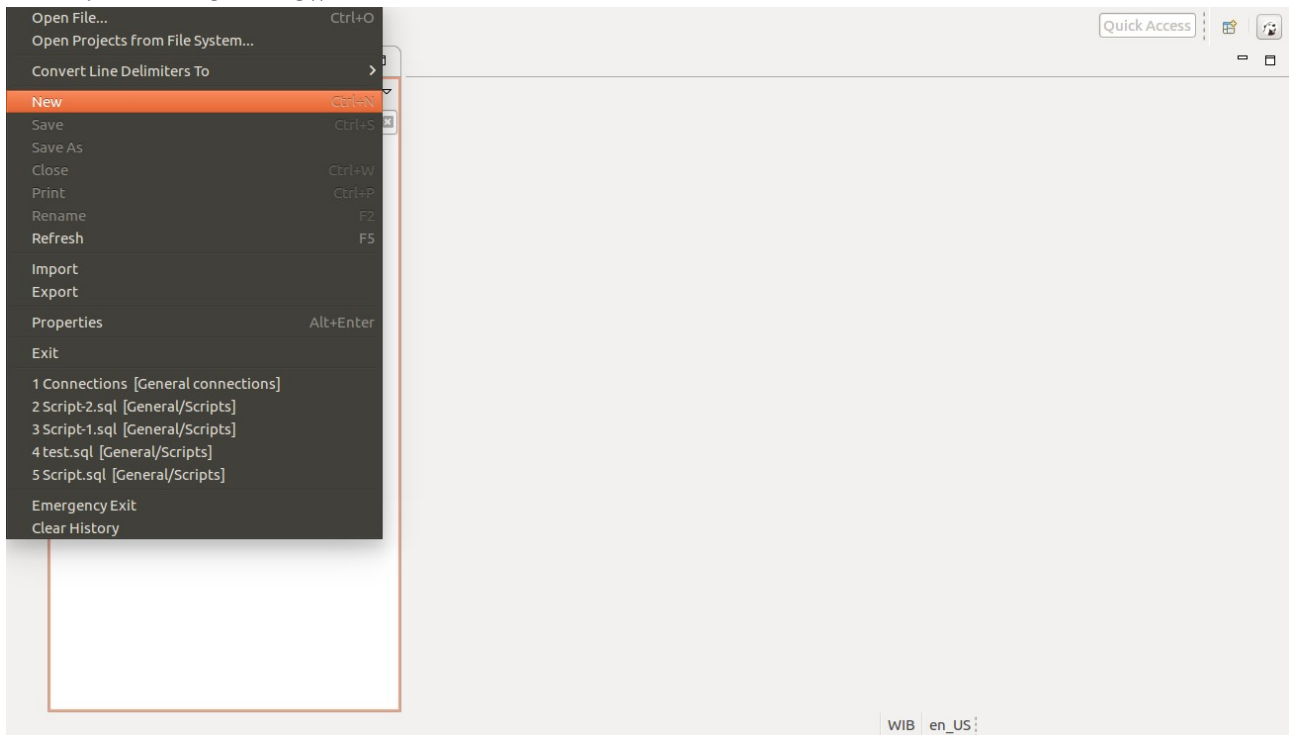 Open File... Ctrl+O
Quick Access
Open Projects from File System...
Convert Line Delimiters To
New Ctrl+N
Save Ctrl+S
Save As
Close Ctrl+W
Print Ctrl+P
Rename F2
Refresh F5
Import
Export
Properties Alt+Enter
Exit
1 Connections [General connections]
2 Script-2.sql [General/Scripts]
3 Script-1.sql [General/Scripts]
4 test.sql [General/Scripts]
5 Script.sql [General/Scripts]
Emergency Exit
Clear History
WIB en_US